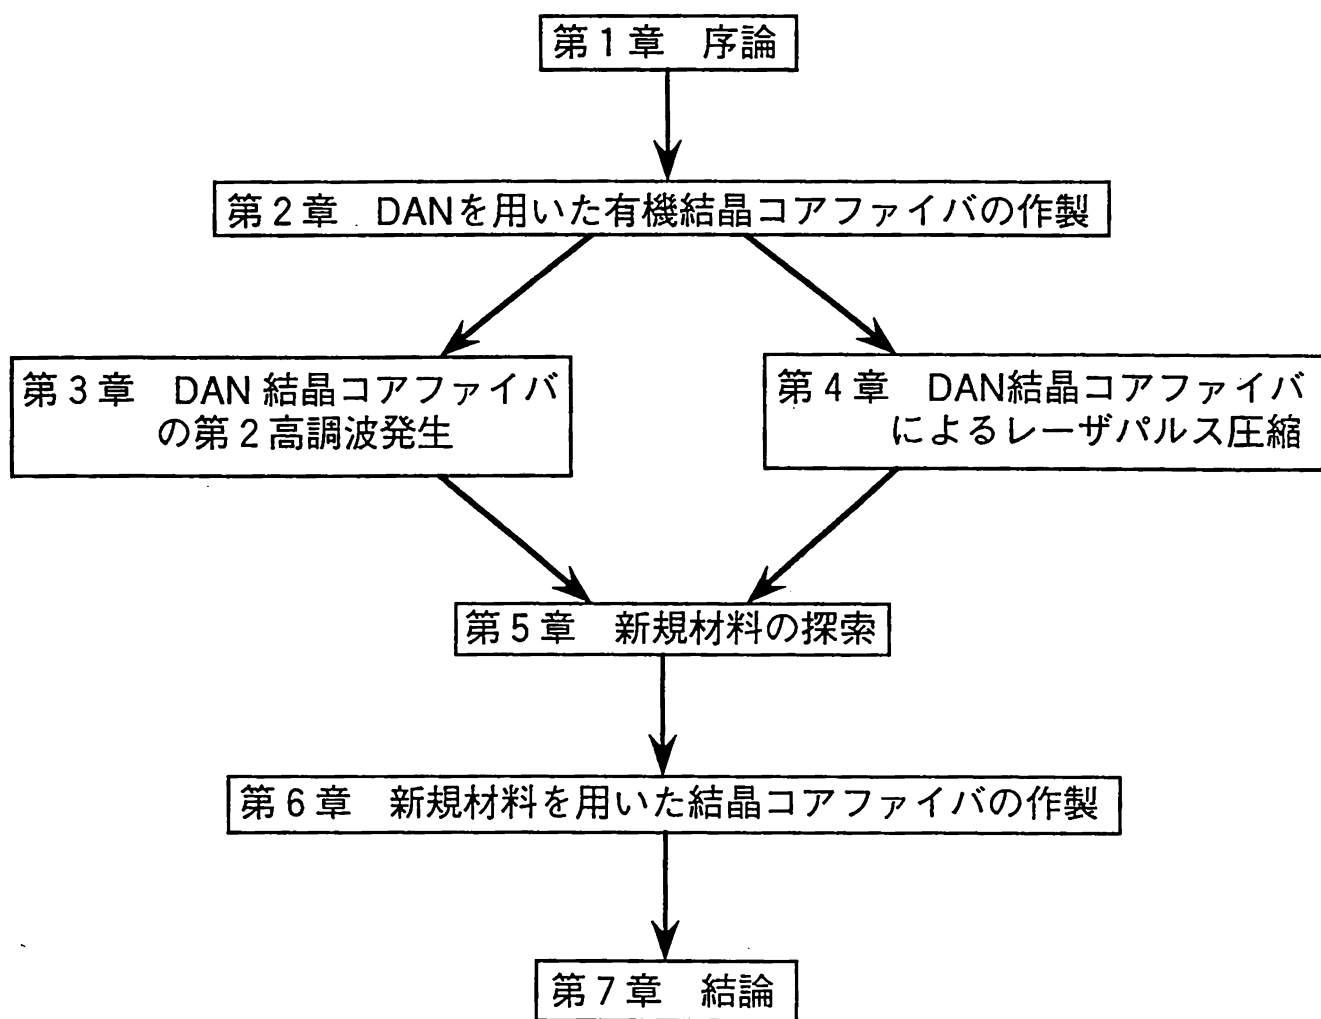 第1章　序論
第2章　DANを用いた有機結晶コアファイバの作製
第3章　DAN 結晶コアファイバ
の第2高調波発生
第4章　DAN結晶コアファイバ
によるレーザパルス圧縮
第5章　新規材料の探索
第6章　新規材料を用いた結晶コアファイバの作製
第7章　結論